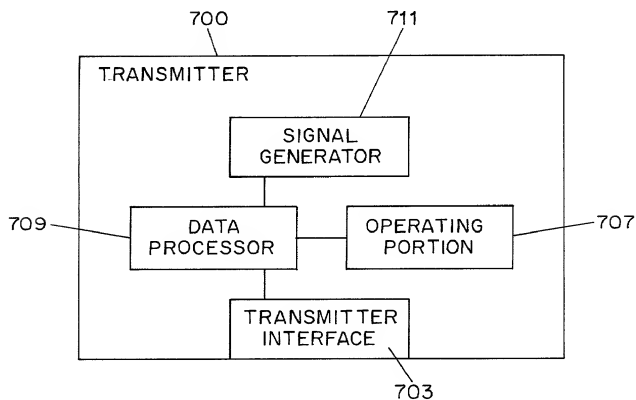 700
711
TRANSMITTER
SIGNAL
GENERATOR
709
DATA
PROCESSOR
OPERATING
PORTION
707
TRANSMITTER
INTERFACE
703